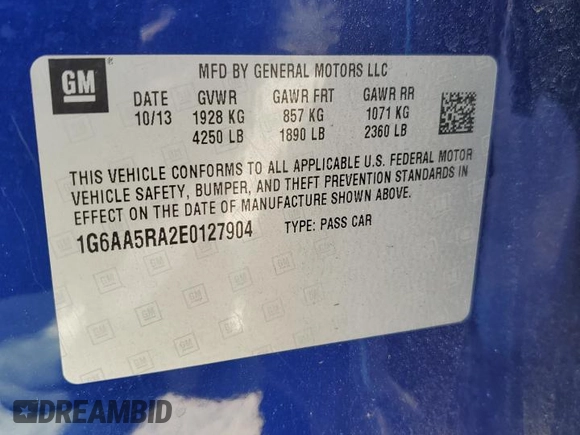 GM
MFD BY GENERAL MOTORS LLC
DATE GVWR GAWR FRT GAWR RR
10/13 1928 KG 857 KG 1071 KG
4250 LB 1890 LB 2360 LB
THIS VEHICLE CONFORMS TO ALL APPLICABLE U.S. FEDERAL MOTOR
VEHICLE SAFETY, BUMPER, AND THEFT PREVENTION STANDARDS IN
EFFECT ON THE DATE OF MANUFACTURE SHOWN ABOVE.
1G6AA5RA2E0127904 TYPE: PASS CAR
DREAMBID